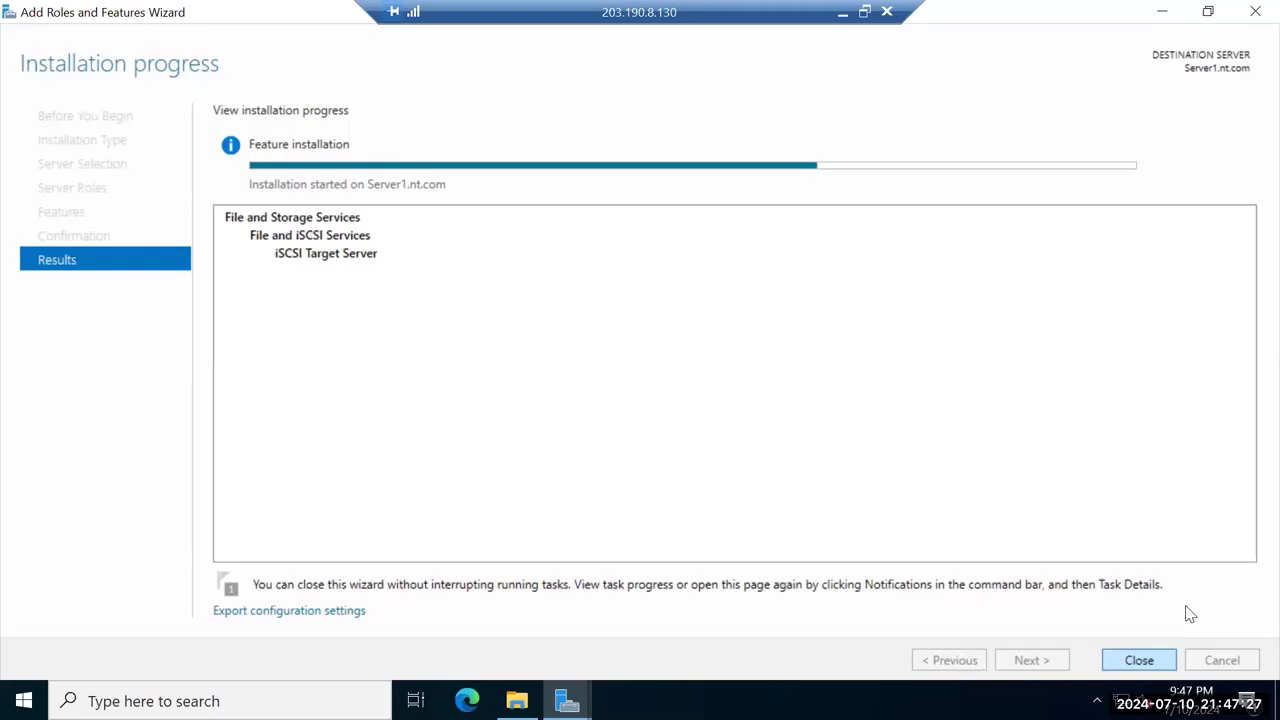 Add Roles and Features Wizard
203.190.8.130
Installation progress
DESTINATION SERVER
Server1.nt.com
Before You Begin
Installation Type
Server Selection
Server Roles
Features
Confirmation
Results
View installation progress
Feature installation
Installation started on Server1.nt.com
File and Storage Services
File and iSCSI Services
iSCSI Target Server
1
You can close this wizard without interrupting running tasks. View task progress or open this page again by clicking Notifications in the command bar, and then Task Details.
Export configuration settings
< Previous
Next >
Close
Cancel
Type here to search
9:47 PM
2024-07-10 21:47:27
7/10/2024